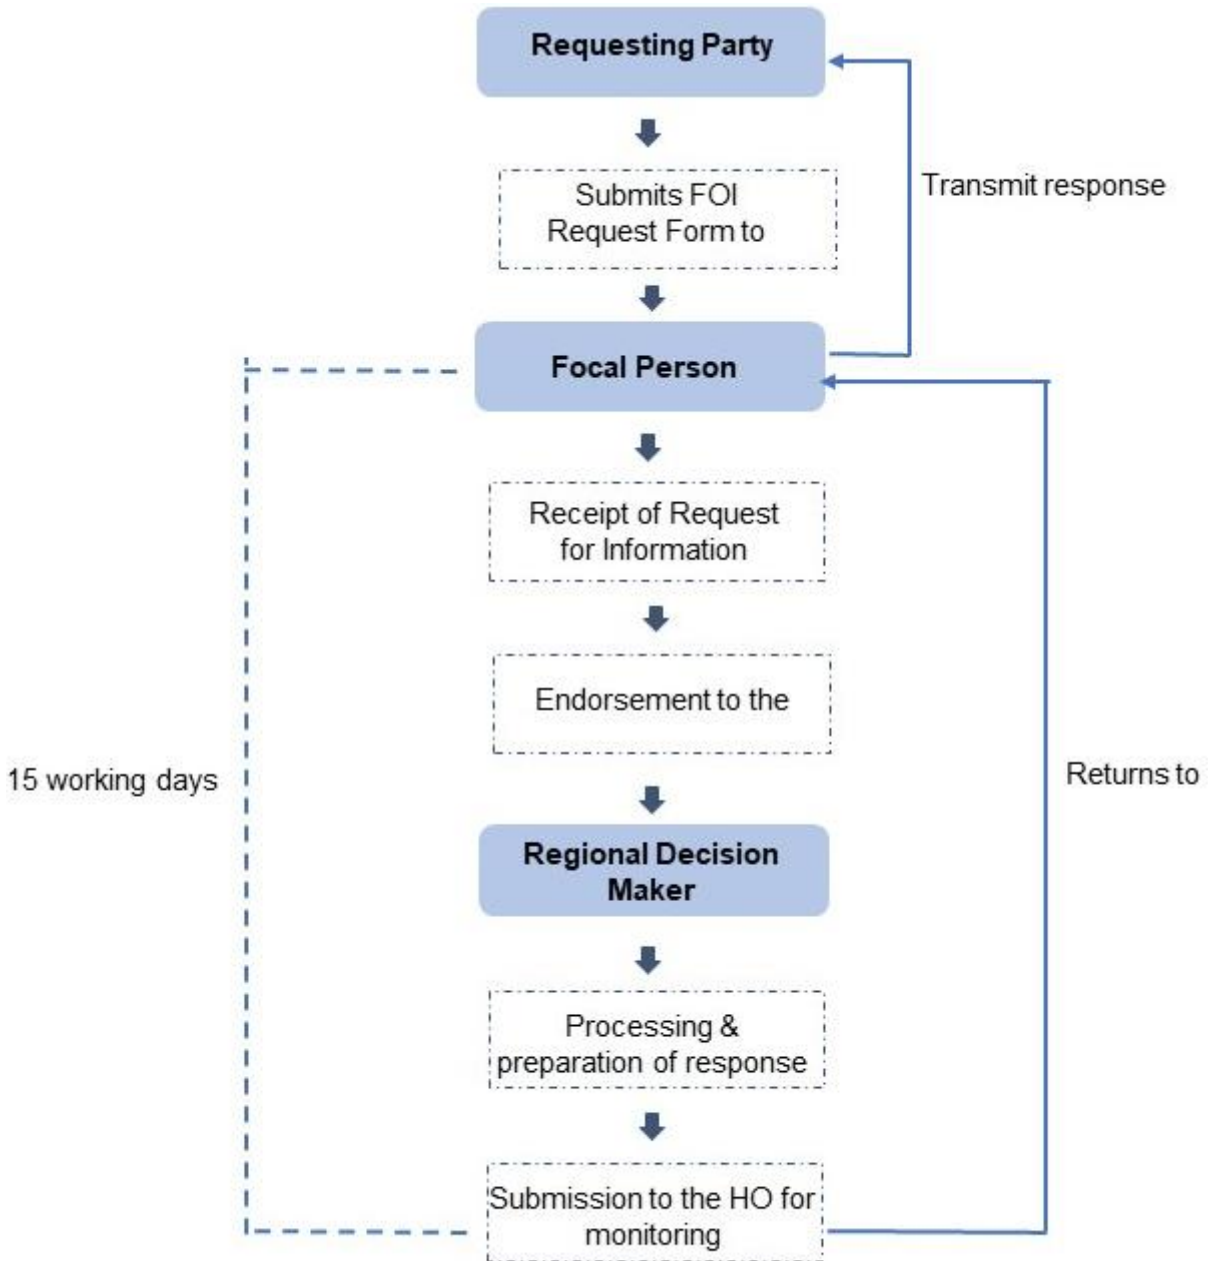 Requesting Party
Transmit response
Submits FOI
Request Form to
Focal Person
Receipt of Request
for Information
Endorsement to the
15 working days
Returns to
Regional Decision
Maker
Processing &
preparation of response
Submission to the HO for
monitoring